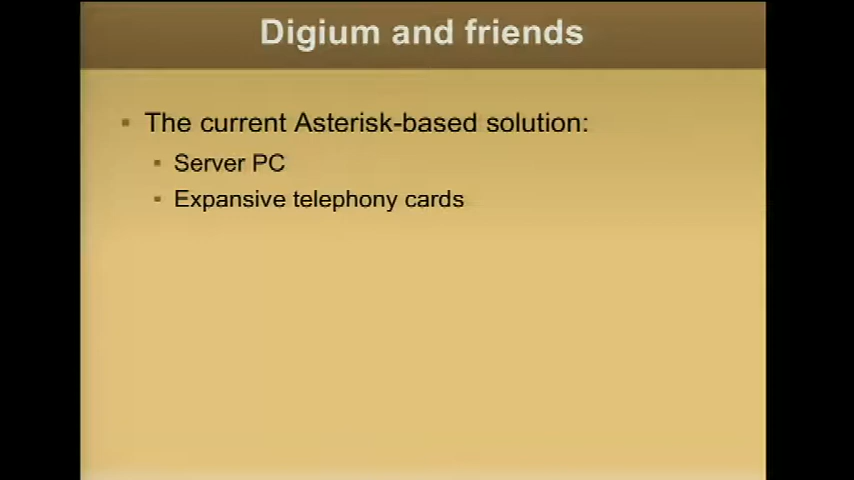 Digium and friends
The current Asterisk-based solution:
Server PC
Expansive telephony cards